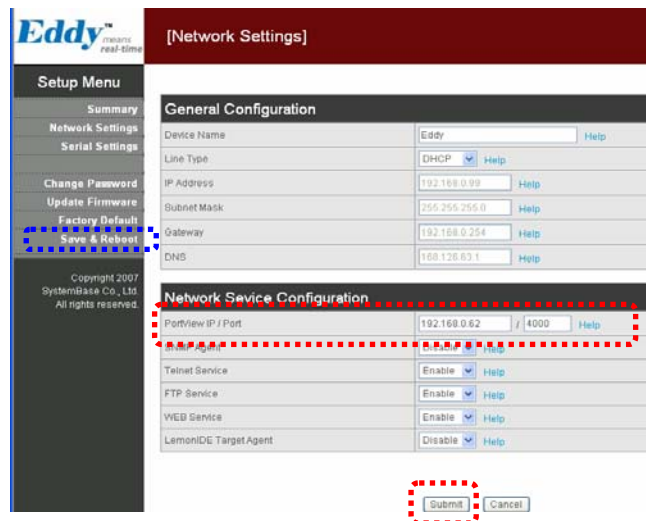 Eddy™ means real-time
[Network Settings]
Setup Menu
Summary
Network Settings
Serial Settings
Change Password
Update Firmware
Factory Default
Save & Reboot
Copyright 2007
SystemBase Co., Ltd.
All rights reserved.
General Configuration
Device Name Eddy Help
Line Type DHCP Help
IP Address 192.168.0.99 Help
Subnet Mask 255.255.255.0 Help
Gateway 192.168.0.254 Help
DNS 168.126.63.1 Help
Network Sevice Configuration
PortView IP / Port 192.168.0.62 / 4000 Help
SNMP Agent Disable Help
Telnet Service Enable Help
FTP Service Enable Help
WEB Service Enable Help
LemonIDE Target Agent Disable Help
Submit Cancel